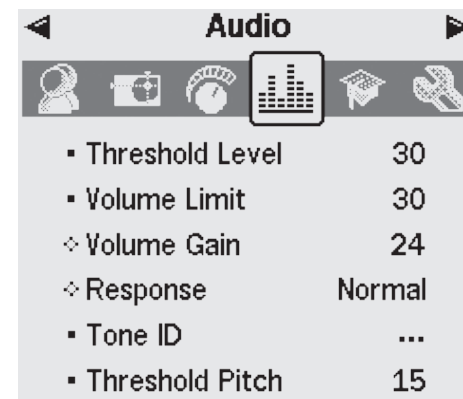 Audio
Threshold Level 30
Volume Limit 30
Volume Gain 24
Response Normal
Tone ID ...
Threshold Pitch 15